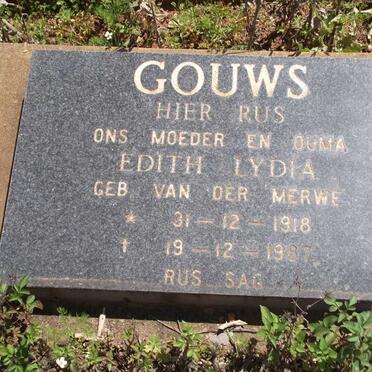 GOUWS
HIER RUS
ONS MOEDER EN OUMA
EDITH LYDIA
GEB VAN DER MERWE
* 31-12-1918
† 19-12-1987
RUS SAG